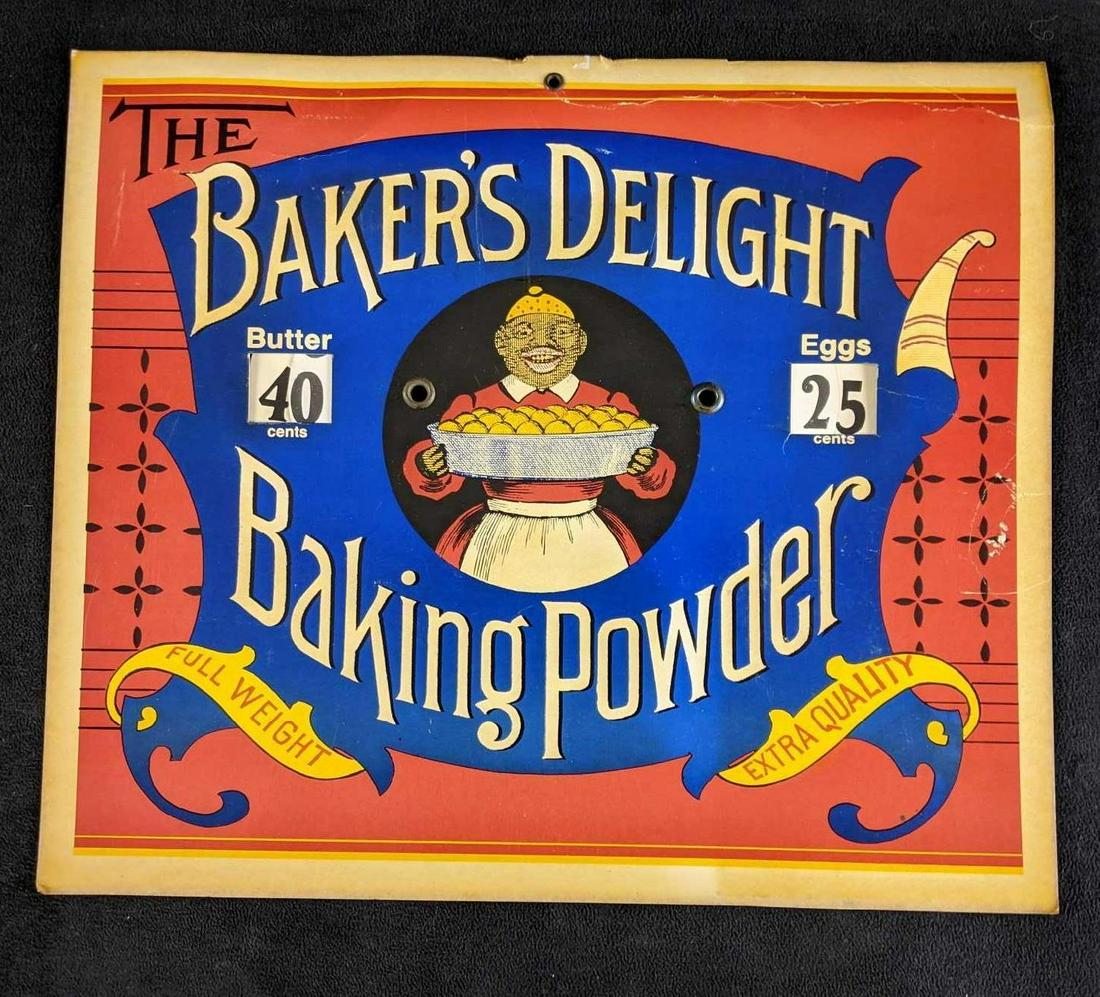 THE
BAKER'S DELIGHT
Butter
40
cents
Eggs
25
cents
Baking Powder
FULL WEIGHT
EXTRA QUALITY